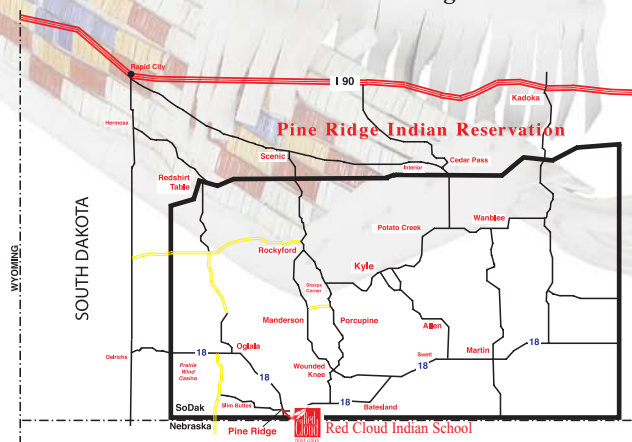 Rapid City
I 90
Kadoka
Hermosa
Pine Ridge Indian Reservation
Scenic
Interior
Cedar Pass
Redshirt
Table
WYOMING
SOUTH DAKOTA
Potato Creek
Wanblee
Rockyford
Kyle
Sharps
Corner
Manderson
Porcupine
Allen
Oelrichs
18
Oglala
Prairie
Wind
Casino
18
Wounded
Knee
Swett
18
Martin
18
18
Batesland
Slim Buttes
SoDak
Nebraska
Pine Ridge
Red
Cloud
Red Cloud Indian School